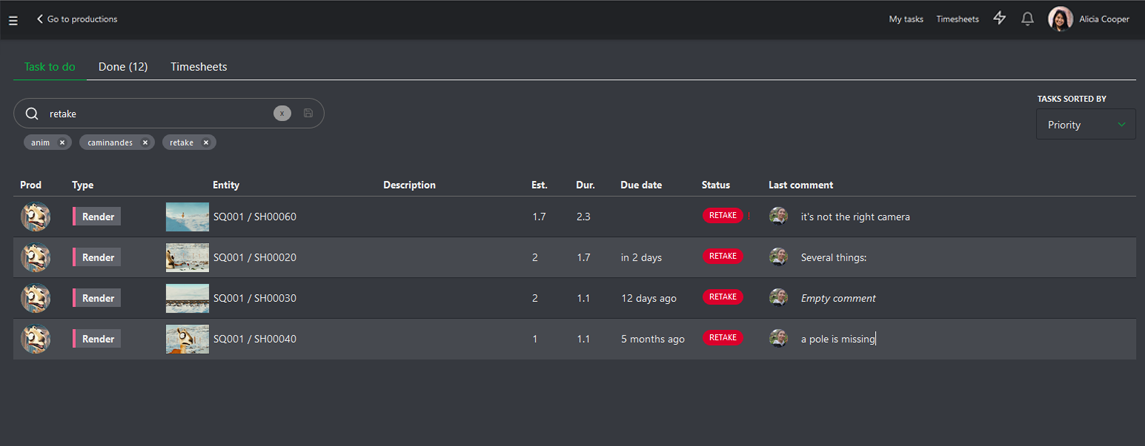 Go to productions My tasks Timesheets Alicia Cooper
Task to do Done (12) Timesheets
TASKS SORTED BY
retake x
Priority
anim x caminandes x retake x
Prod Type Entity Description Est. Dur. Due date Status Last comment
Render SQ001 / SH00060 1.7 2.3 RETAKE ! it's not the right camera
Render SQ001 / SH00020 2 1.7 in 2 days RETAKE Several things:
Render SQ001 / SH00030 2 1.1 12 days ago RETAKE Empty comment
Render SQ001 / SH00040 1 1.1 5 months ago RETAKE a pole is missing